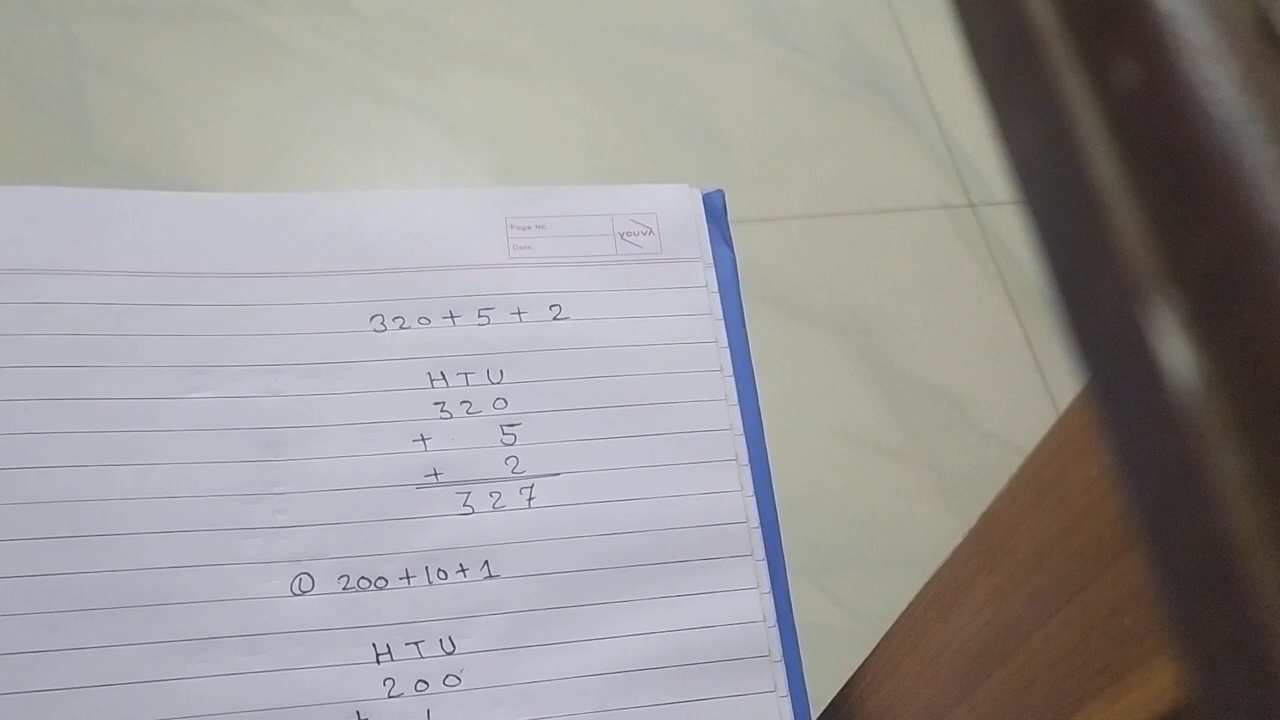 Page No.:
Date:
YOUVA
320 + 5 + 2
H T U
3 2 0
+ 5
+ 2
3 2 7
① 200 + 10 + 1
H T U
2 0 0